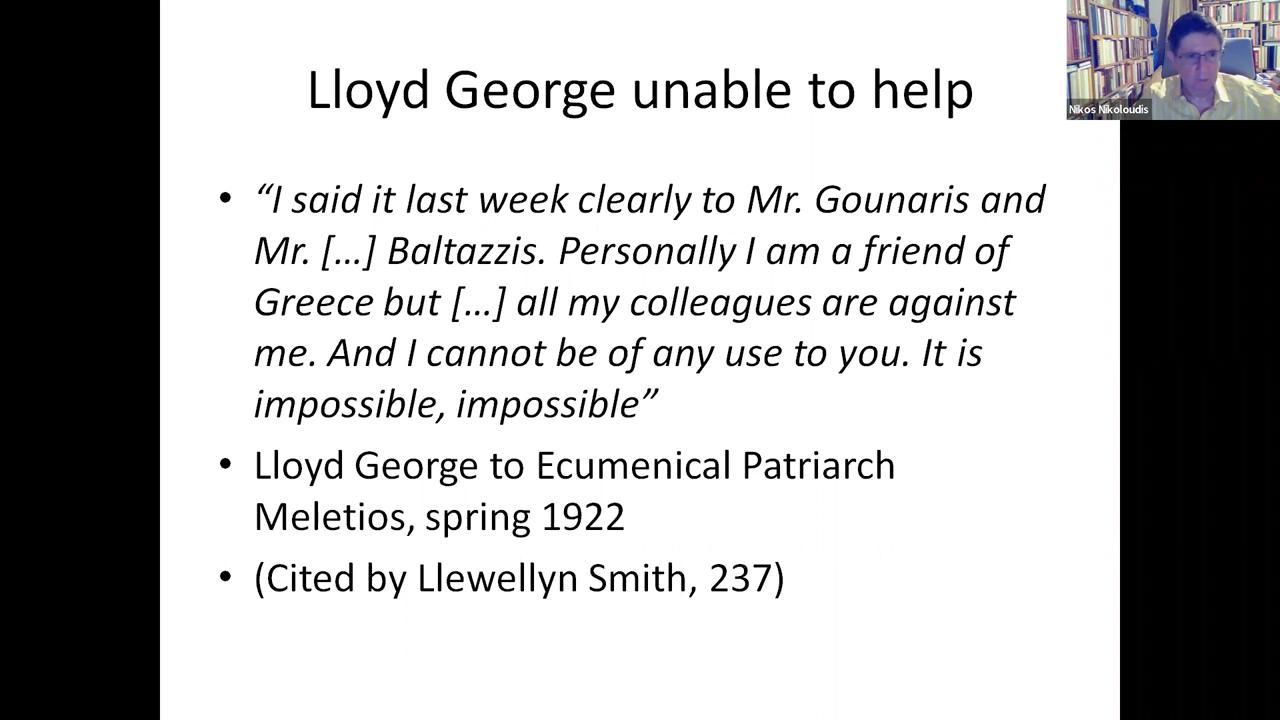 Lloyd George unable to help
Nikos Nikoloudis
• “I said it last week clearly to Mr. Gounaris and
Mr. […] Baltazzis. Personally I am a friend of
Greece but […] all my colleagues are against
me. And I cannot be of any use to you. It is
impossible, impossible”
• Lloyd George to Ecumenical Patriarch
Meletios, spring 1922
• (Cited by Llewellyn Smith, 237)